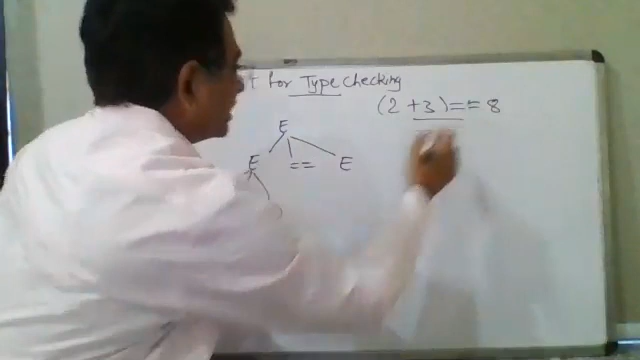 For Type Checking
(2 + 3) == 8
E
E == E
)